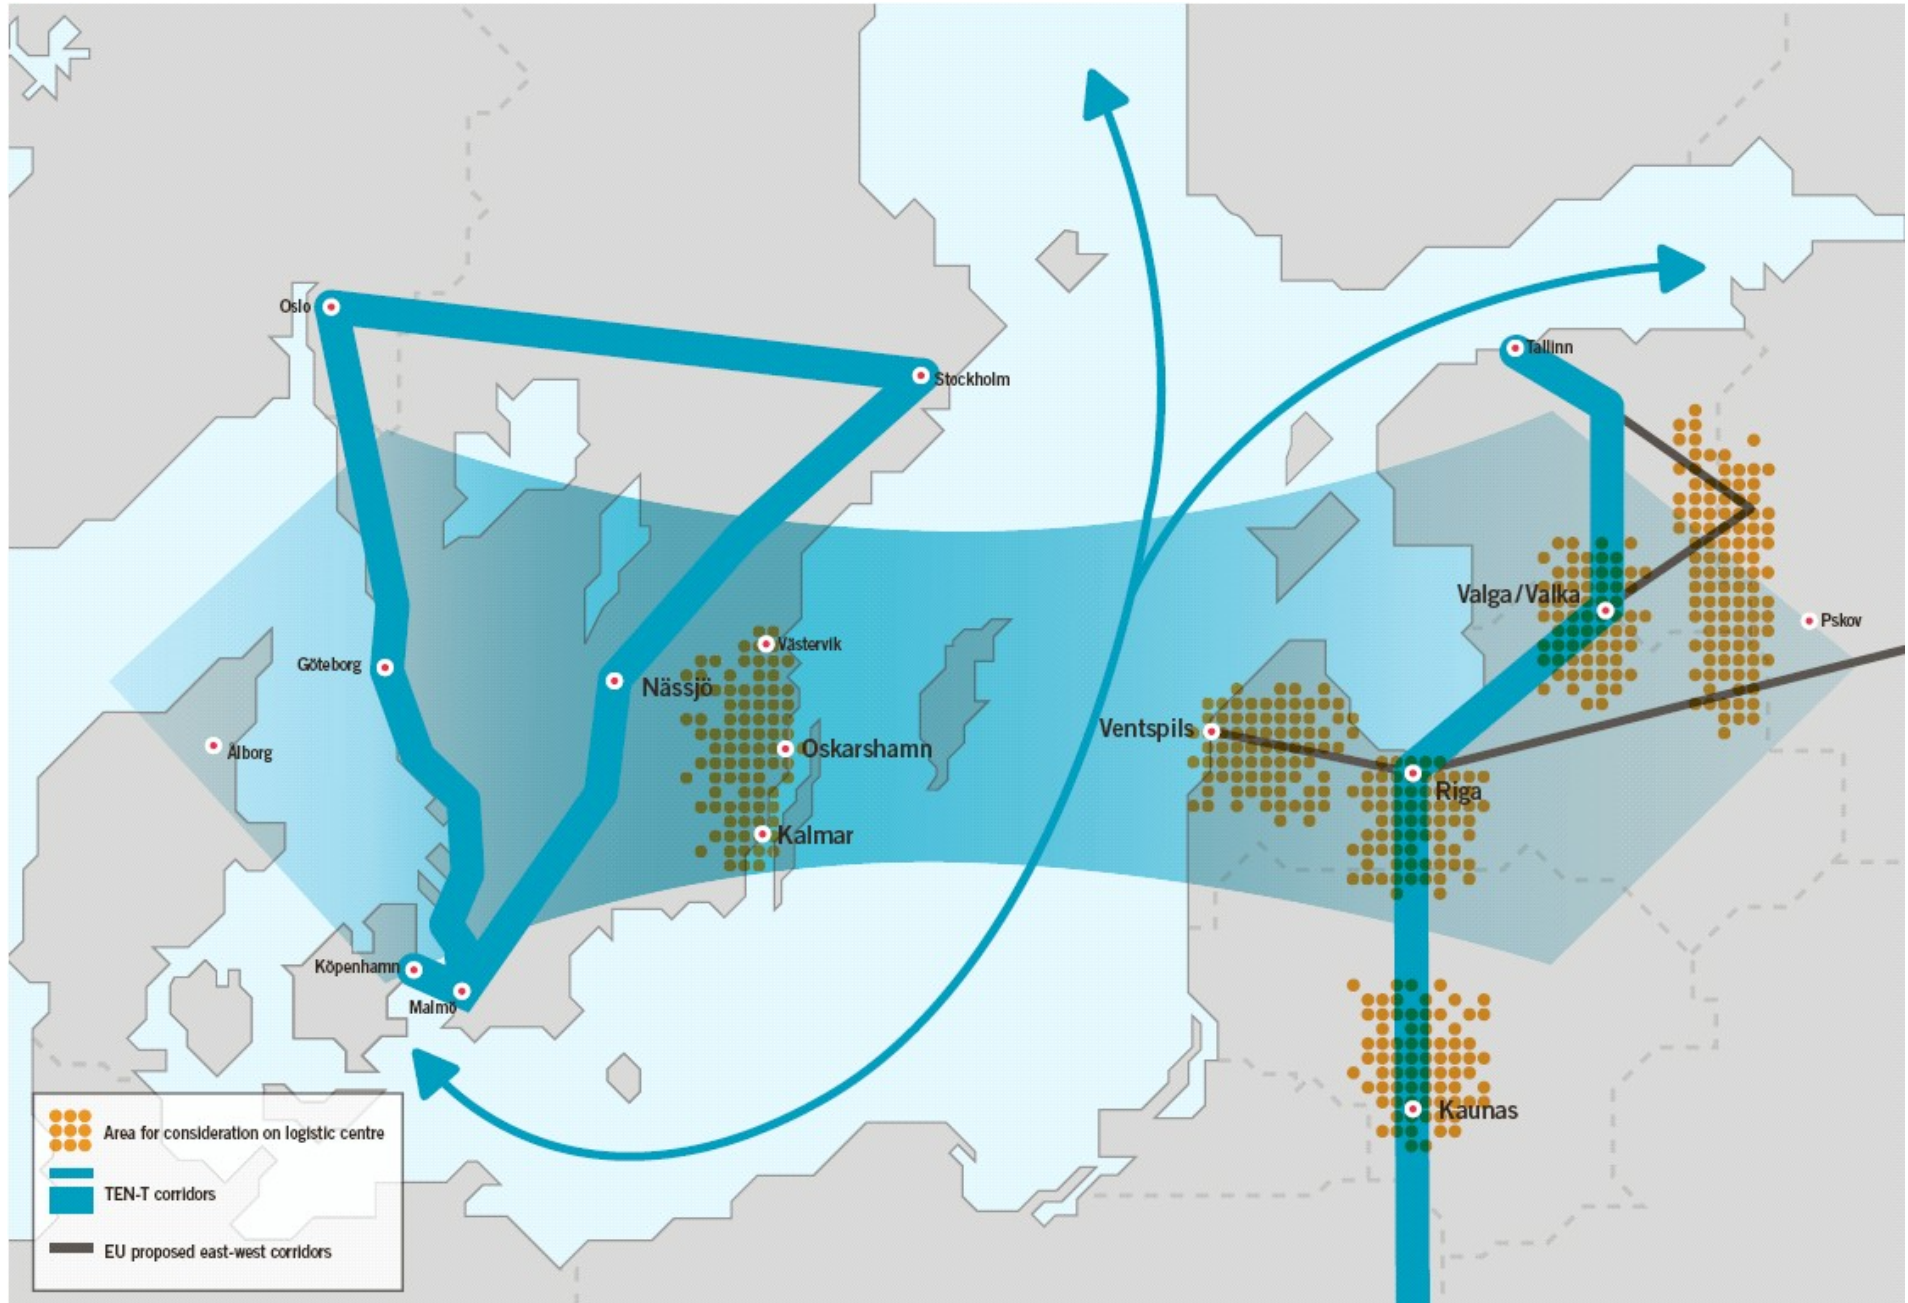 Oslo
Stockholm
Tallinn
Valga/Valka
Pskov
Västervik
Göteborg
Nässjö
Ventspils
Ålborg
Oskarshamn
Riga
Kalmar
Köpenhamn
Malmö
Kaunas
Area for consideration on logistic centre
TEN-T corridors
EU proposed east-west corridors